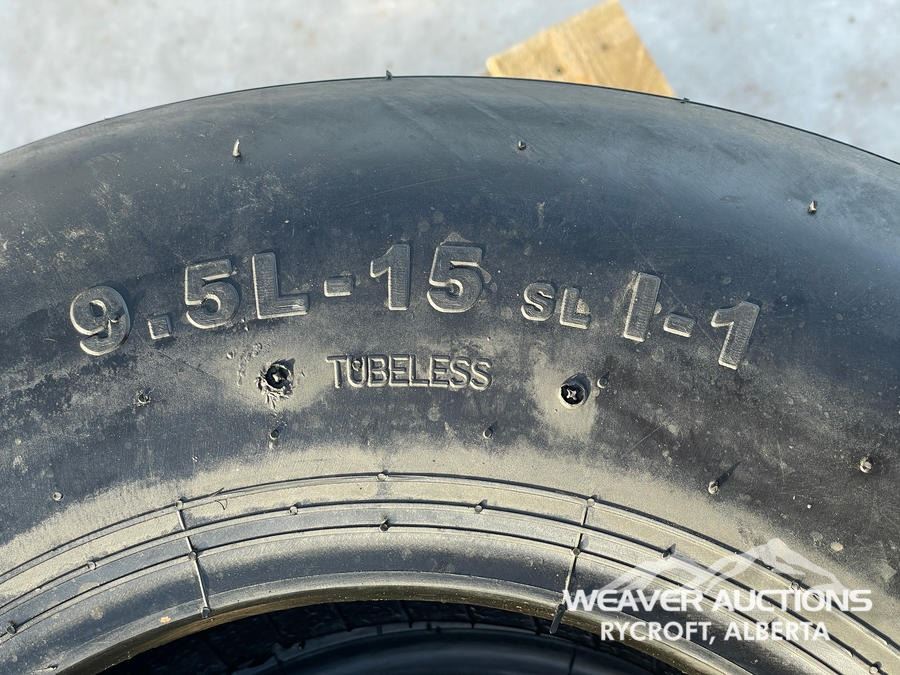 9.5L-15 SL I-1
TUBELESS
WEAVER AUCTIONS
RYCROFT, ALBERTA